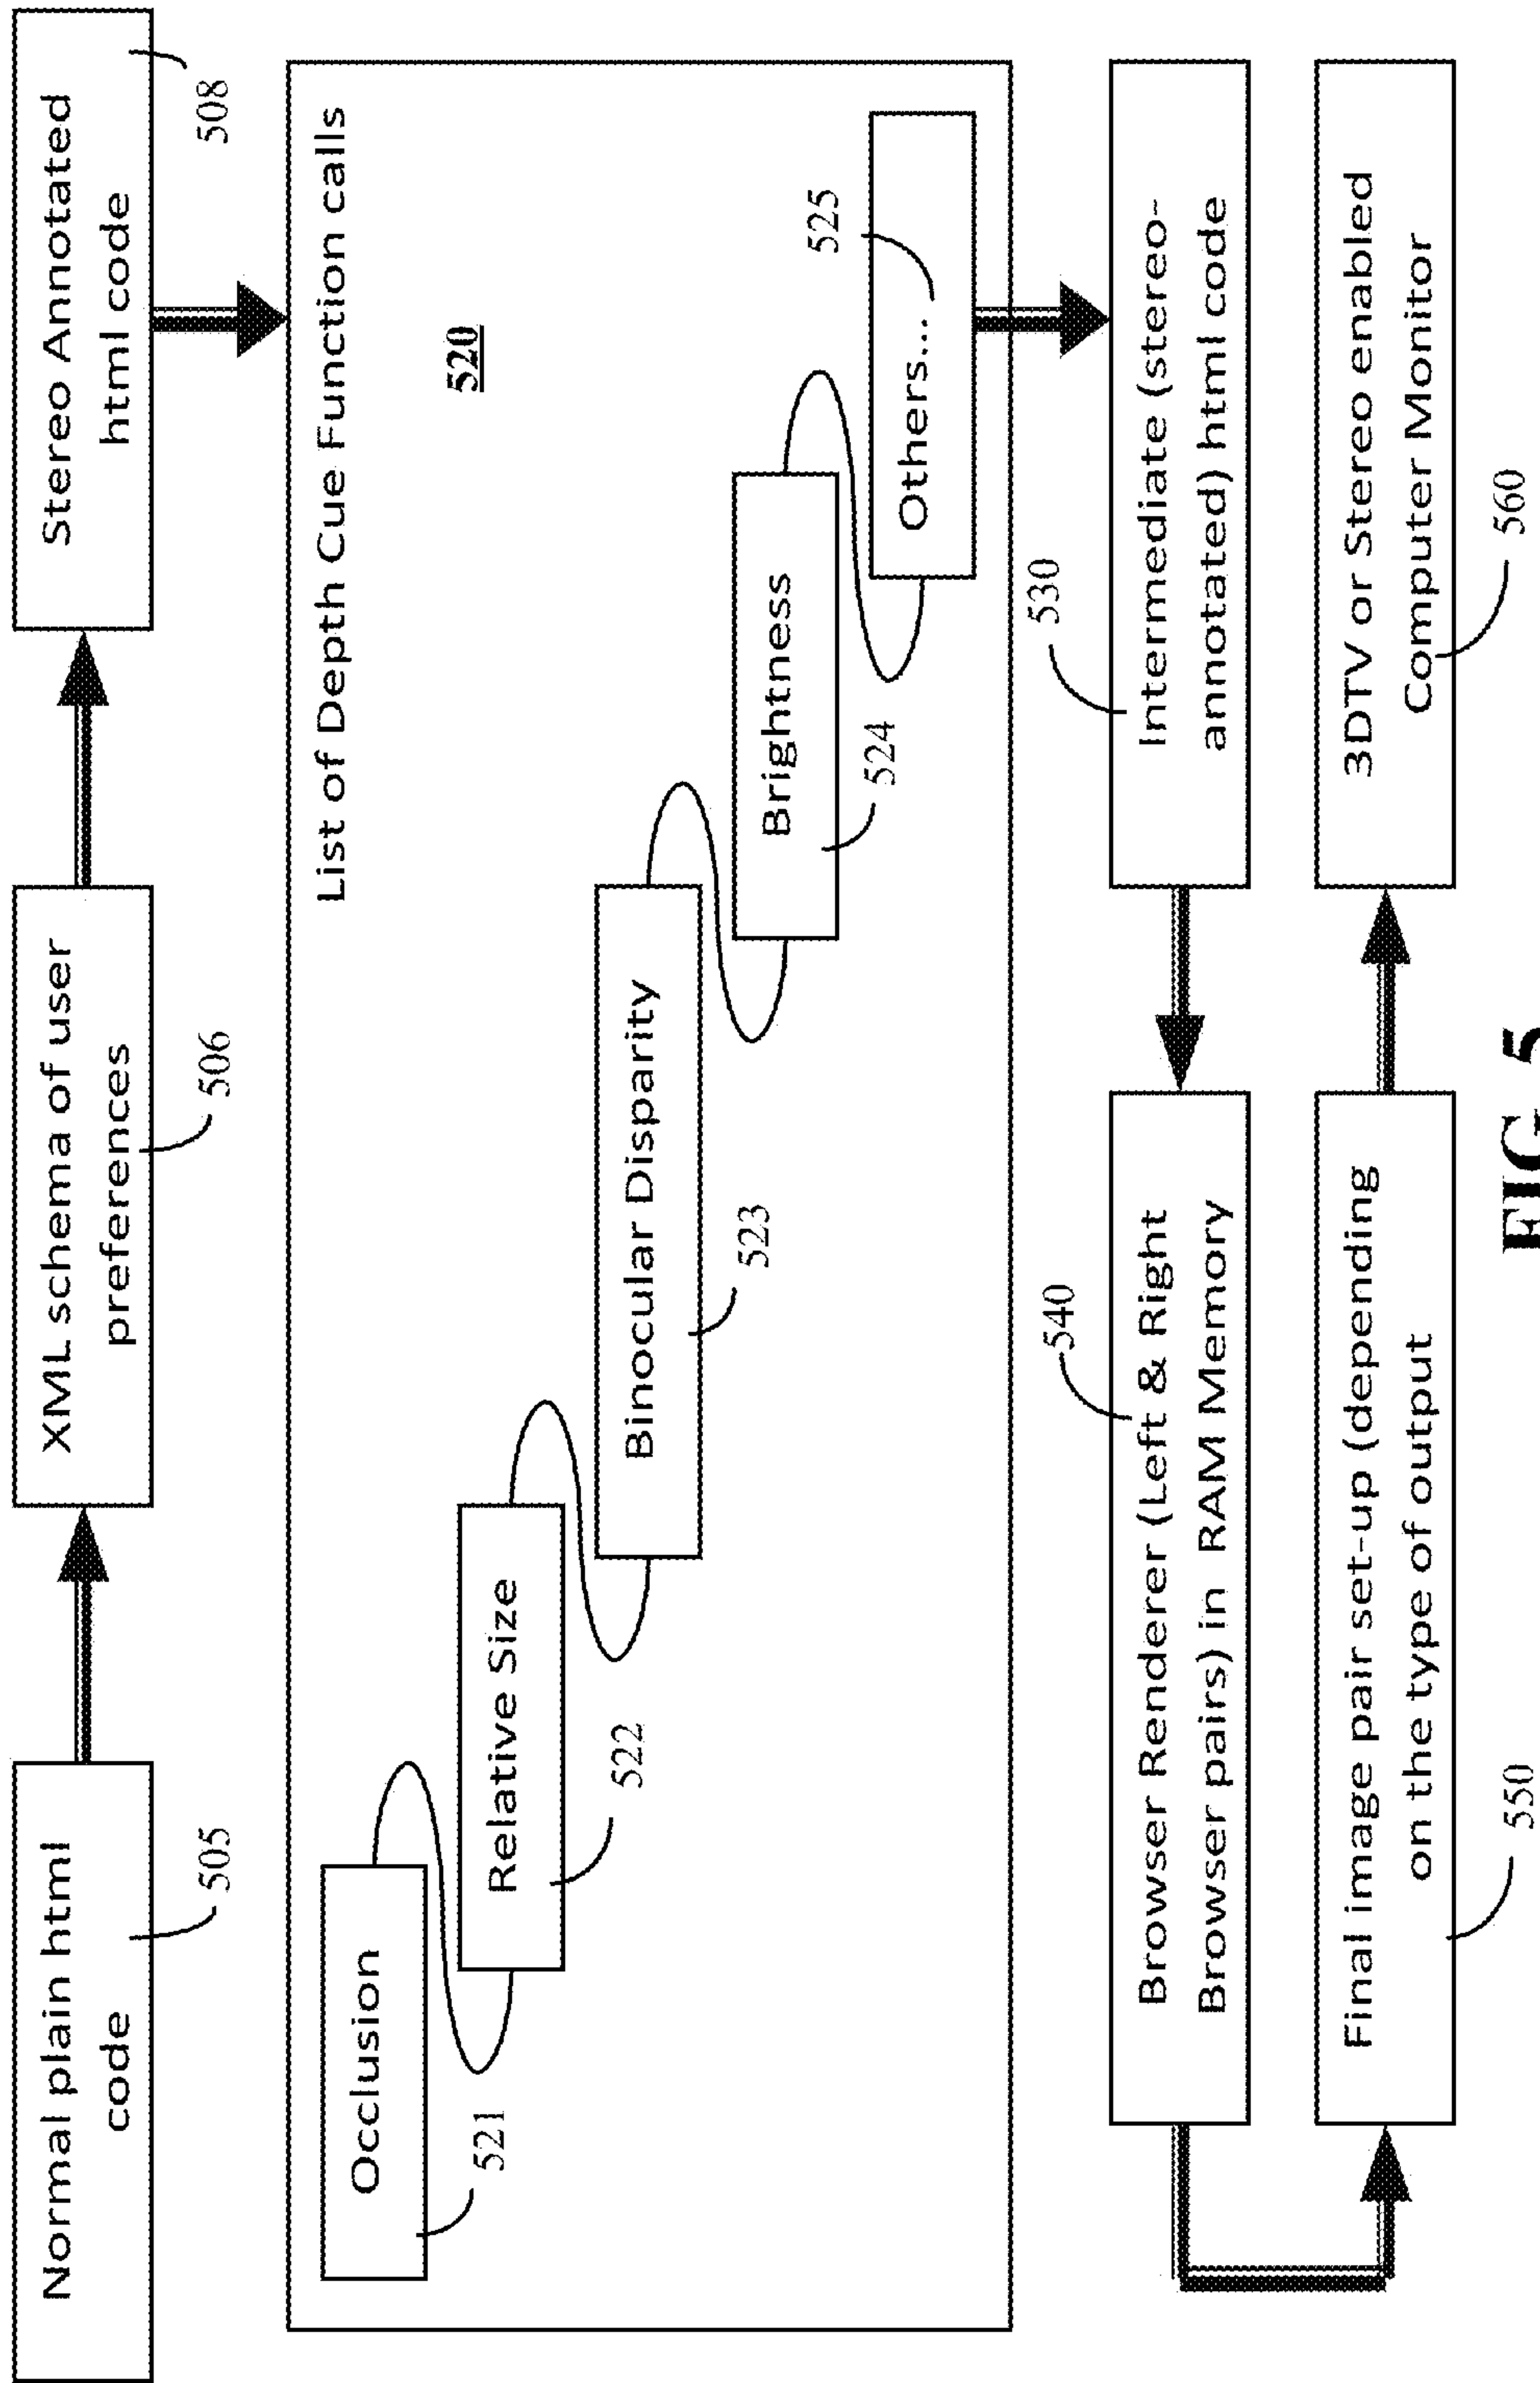 Normal plain html
code
505
XML schema of user
preferences
506
Stereo Annotated
html code
508
List of Depth Cue Function calls
520
Occlusion
521
Relative Size
522
Binocular Disparity
523
Brightness
524
Others...
525
530
Intermediate (stereo-
annotated) html code
540
Browser Renderer (Left & Right
Browser pairs) in RAM Memory
Final image pair set-up (depending
on the type of output
550
3DTV or Stereo enabled
Computer Monitor
560
FIG 5